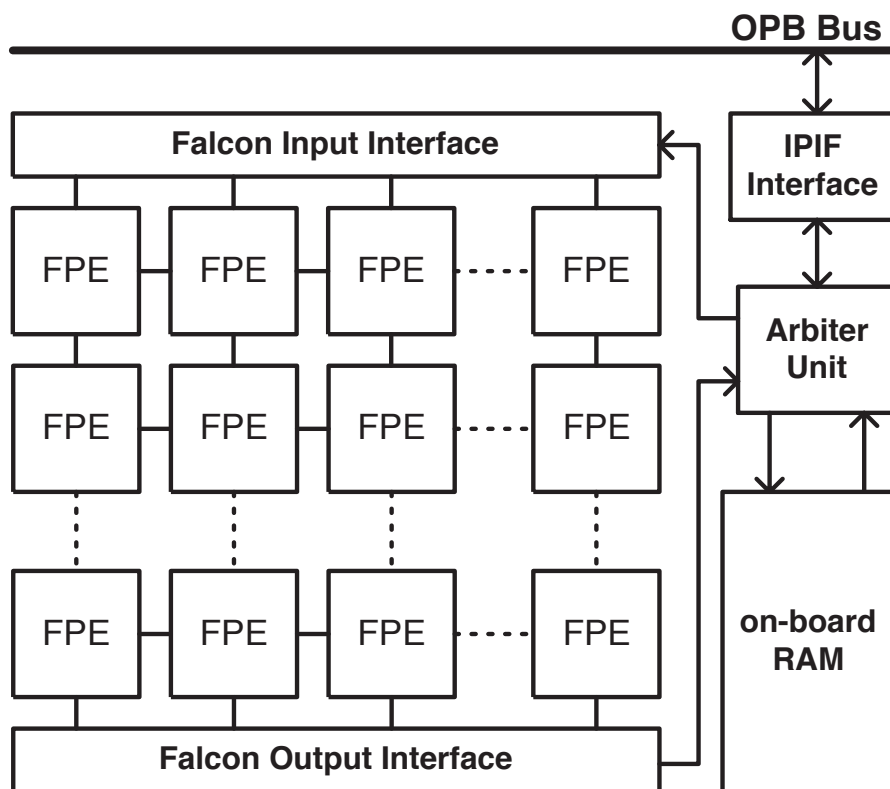 OPB Bus
Falcon Input Interface
IPIF
Interface
FPE FPE FPE FPE
Arbiter
Unit
FPE FPE FPE FPE
FPE FPE FPE FPE
on-board
RAM
Falcon Output Interface